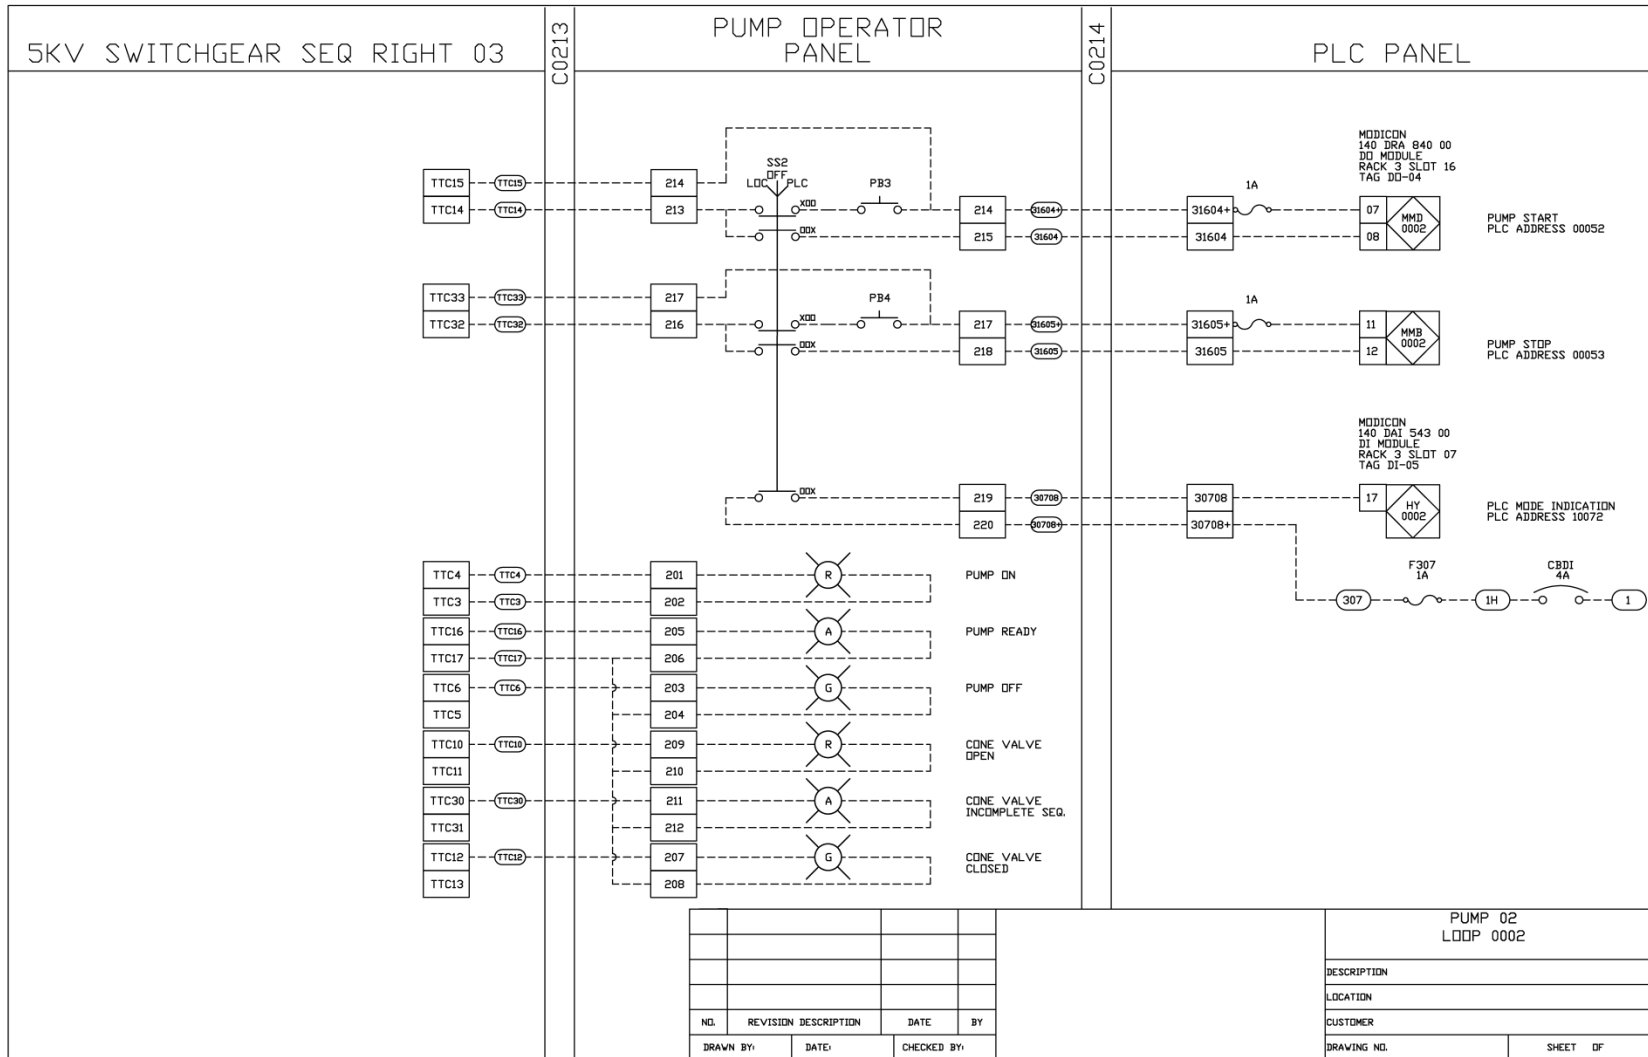 5KV SWITCHGEAR SEQ RIGHT 03
C0213
PUMP OPERATOR
PANEL
C0214
PLC PANEL
MODICON
140 DRA 840 00
DO MODULE
RACK 3 SLOT 16
TAG DO-04
SS2
OFF
LOC PLC
PB3
1A
TTC15 TTC15 214
TTC14 TTC14 213 XOO 214 31604+ 31604+ 07
OOX 215 31604 31604 08
MMD
0002
PUMP START
PLC ADDRESS 00052
TTC33 TTC33 217
PB4
1A
TTC32 TTC32 216 XOO 217 31605+ 31605+ 11
OOX 218 31605 31605 12
MMB
0002
PUMP STOP
PLC ADDRESS 00053
MODICON
140 DAI 543 00
DI MODULE
RACK 3 SLOT 07
TAG DI-05
OOX 219 30708 30708 17
220 30708+ 30708+
HY
0002
PLC MODE INDICATION
PLC ADDRESS 10072
F307
1A
CBDI
4A
307 1H 1
TTC4 TTC4 201 R PUMP ON
TTC3 TTC3 202
TTC16 TTC16 205 A PUMP READY
TTC17 TTC17 206
TTC6 TTC6 203 G PUMP OFF
TTC5 204
TTC10 TTC10 209 R CONE VALVE
OPEN
TTC11 210
TTC30 TTC30 211 A CONE VALVE
INCOMPLETE SEQ.
TTC31 212
TTC12 TTC12 207 G CONE VALVE
CLOSED
TTC13 208
NO. REVISION DESCRIPTION DATE BY
DRAWN BY: DATE: CHECKED BY:
PUMP 02
LOOP 0002
DESCRIPTION
LOCATION
CUSTOMER
DRAWING NO. SHEET OF